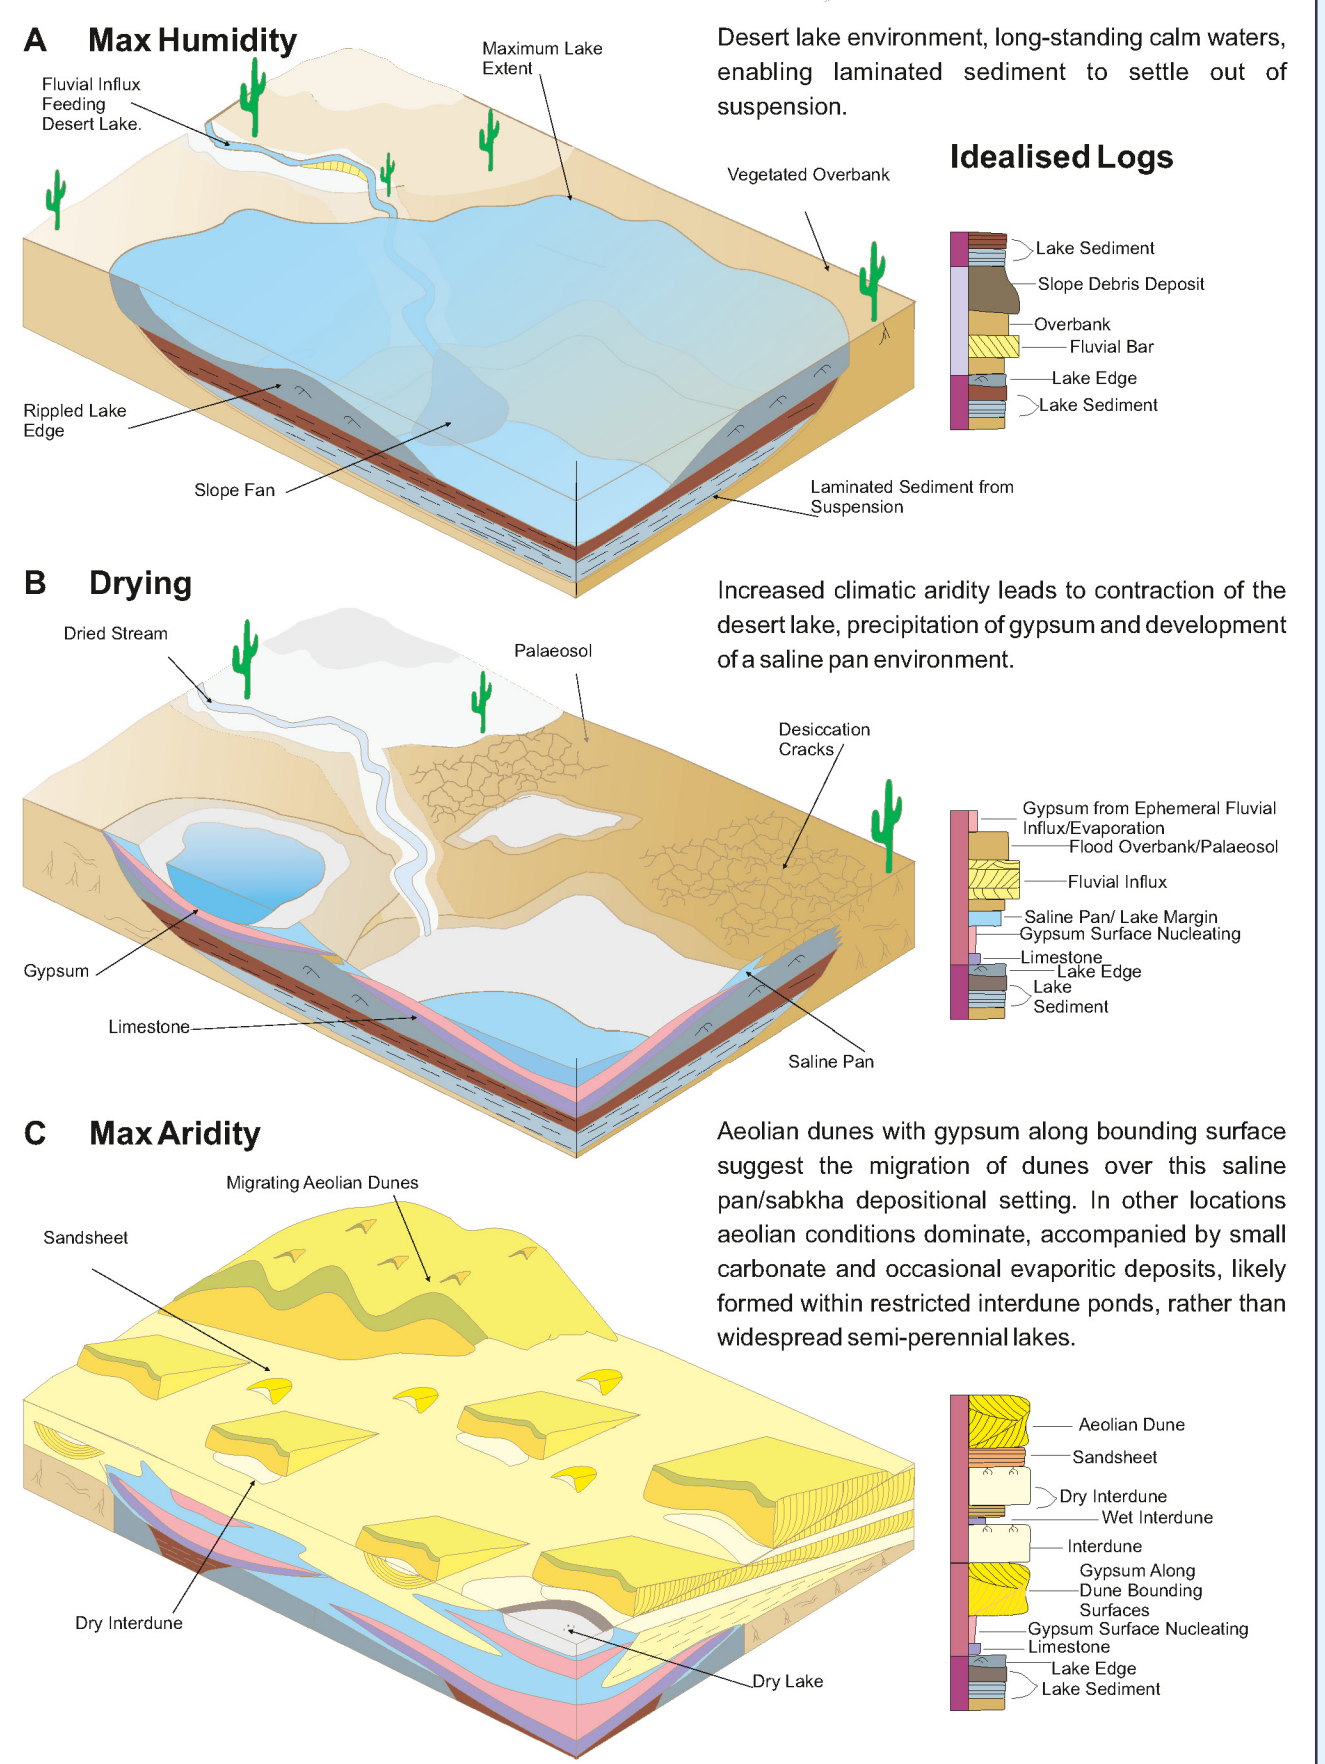 A Max Humidity
Fluvial Influx
Feeding
Desert Lake.
Maximum Lake
Extent
Desert lake environment, long-standing calm waters,
enabling laminated sediment to settle out of
suspension.
Vegetated Overbank
Rippled Lake
Edge
Slope Fan
Laminated Sediment from
Suspension
Idealised Logs
Lake Sediment
Slope Debris Deposit
Overbank
Fluvial Bar
Lake Edge
Lake Sediment
B Drying
Dried Stream
Palaeosol
Desiccation
Cracks
Gypsum
Limestone
Saline Pan
Increased climatic aridity leads to contraction of the
desert lake, precipitation of gypsum and development
of a saline pan environment.
Gypsum from Ephemeral Fluvial
Influx/Evaporation
Flood Overbank/Palaeosol
Fluvial Influx
Saline Pan/ Lake Margin
Gypsum Surface Nucleating
Limestone
Lake Edge
Lake
Sediment
C Max Aridity
Migrating Aeolian Dunes
Sandsheet
Dry Interdune
Dry Lake
Aeolian dunes with gypsum along bounding surface
suggest the migration of dunes over this saline
pan/sabkha depositional setting. In other locations
aeolian conditions dominate, accompanied by small
carbonate and occasional evaporitic deposits, likely
formed within restricted interdune ponds, rather than
widespread semi-perennial lakes.
Aeolian Dune
Sandsheet
Dry Interdune
Wet Interdune
Interdune
Gypsum Along
Dune Bounding
Surfaces
Gypsum Surface Nucleating
Limestone
Lake Edge
Lake Sediment